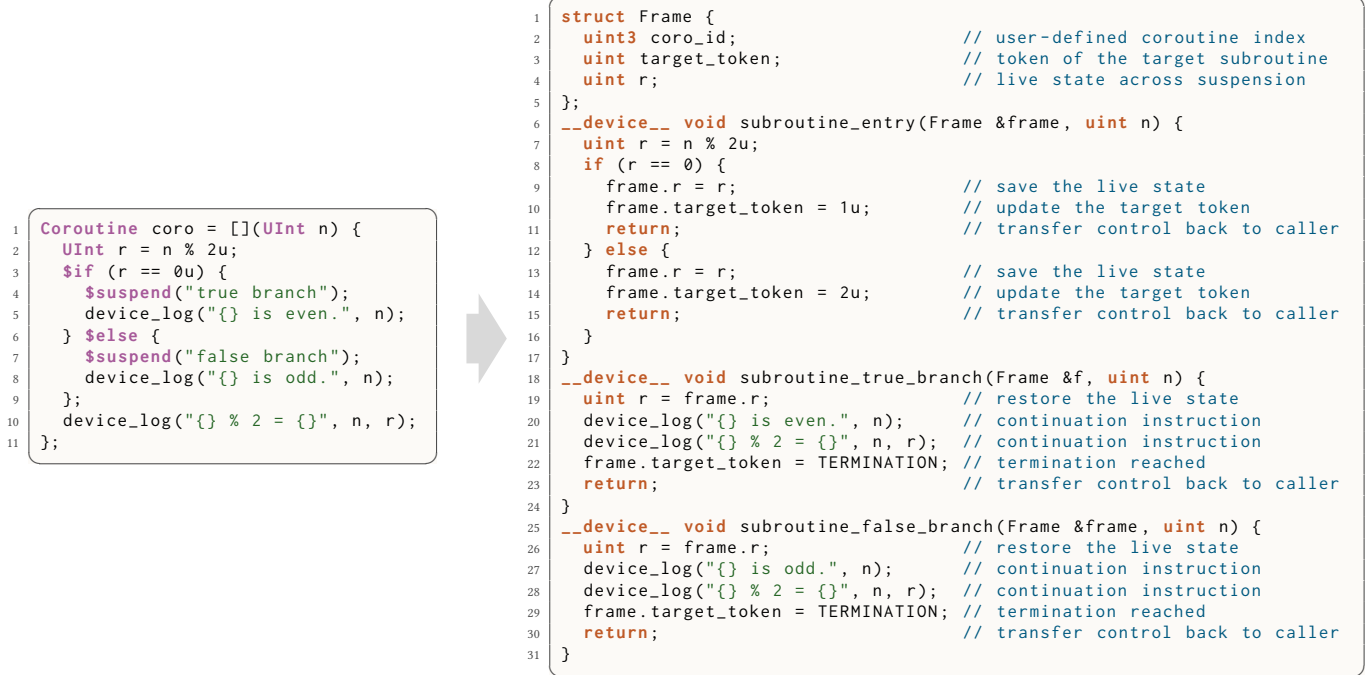 1 Coroutine coro = [](UInt n) {
2   UInt r = n % 2u;
3   $if (r == 0u) {
4     $suspend("true branch");
5     device_log("{} is even.", n);
6   } $else {
7     $suspend("false branch");
8     device_log("{} is odd.", n);
9   };
10   device_log("{} % 2 = {}", n, r);
11 };
1 struct Frame {
2   uint3 coro_id;                    // user-defined coroutine index
3   uint target_token;                // token of the target subroutine
4   uint r;                           // live state across suspension
5 };
6 __device__ void subroutine_entry(Frame &frame, uint n) {
7   uint r = n % 2u;
8   if (r == 0) {
9     frame.r = r;                    // save the live state
10     frame.target_token = 1u;        // update the target token
11     return;                         // transfer control back to caller
12   } else {
13     frame.r = r;                    // save the live state
14     frame.target_token = 2u;        // update the target token
15     return;                         // transfer control back to caller
16   }
17 }
18 __device__ void subroutine_true_branch(Frame &f, uint n) {
19   uint r = frame.r;                 // restore the live state
20   device_log("{} is even.", n);     // continuation instruction
21   device_log("{} % 2 = {}", n, r);  // continuation instruction
22   frame.target_token = TERMINATION; // termination reached
23   return;                           // transfer control back to caller
24 }
25 __device__ void subroutine_false_branch(Frame &frame, uint n) {
26   uint r = frame.r;                 // restore the live state
27   device_log("{} is odd.", n);      // continuation instruction
28   device_log("{} % 2 = {}", n, r);  // continuation instruction
29   frame.target_token = TERMINATION; // termination reached
30   return;                           // transfer control back to caller
31 }